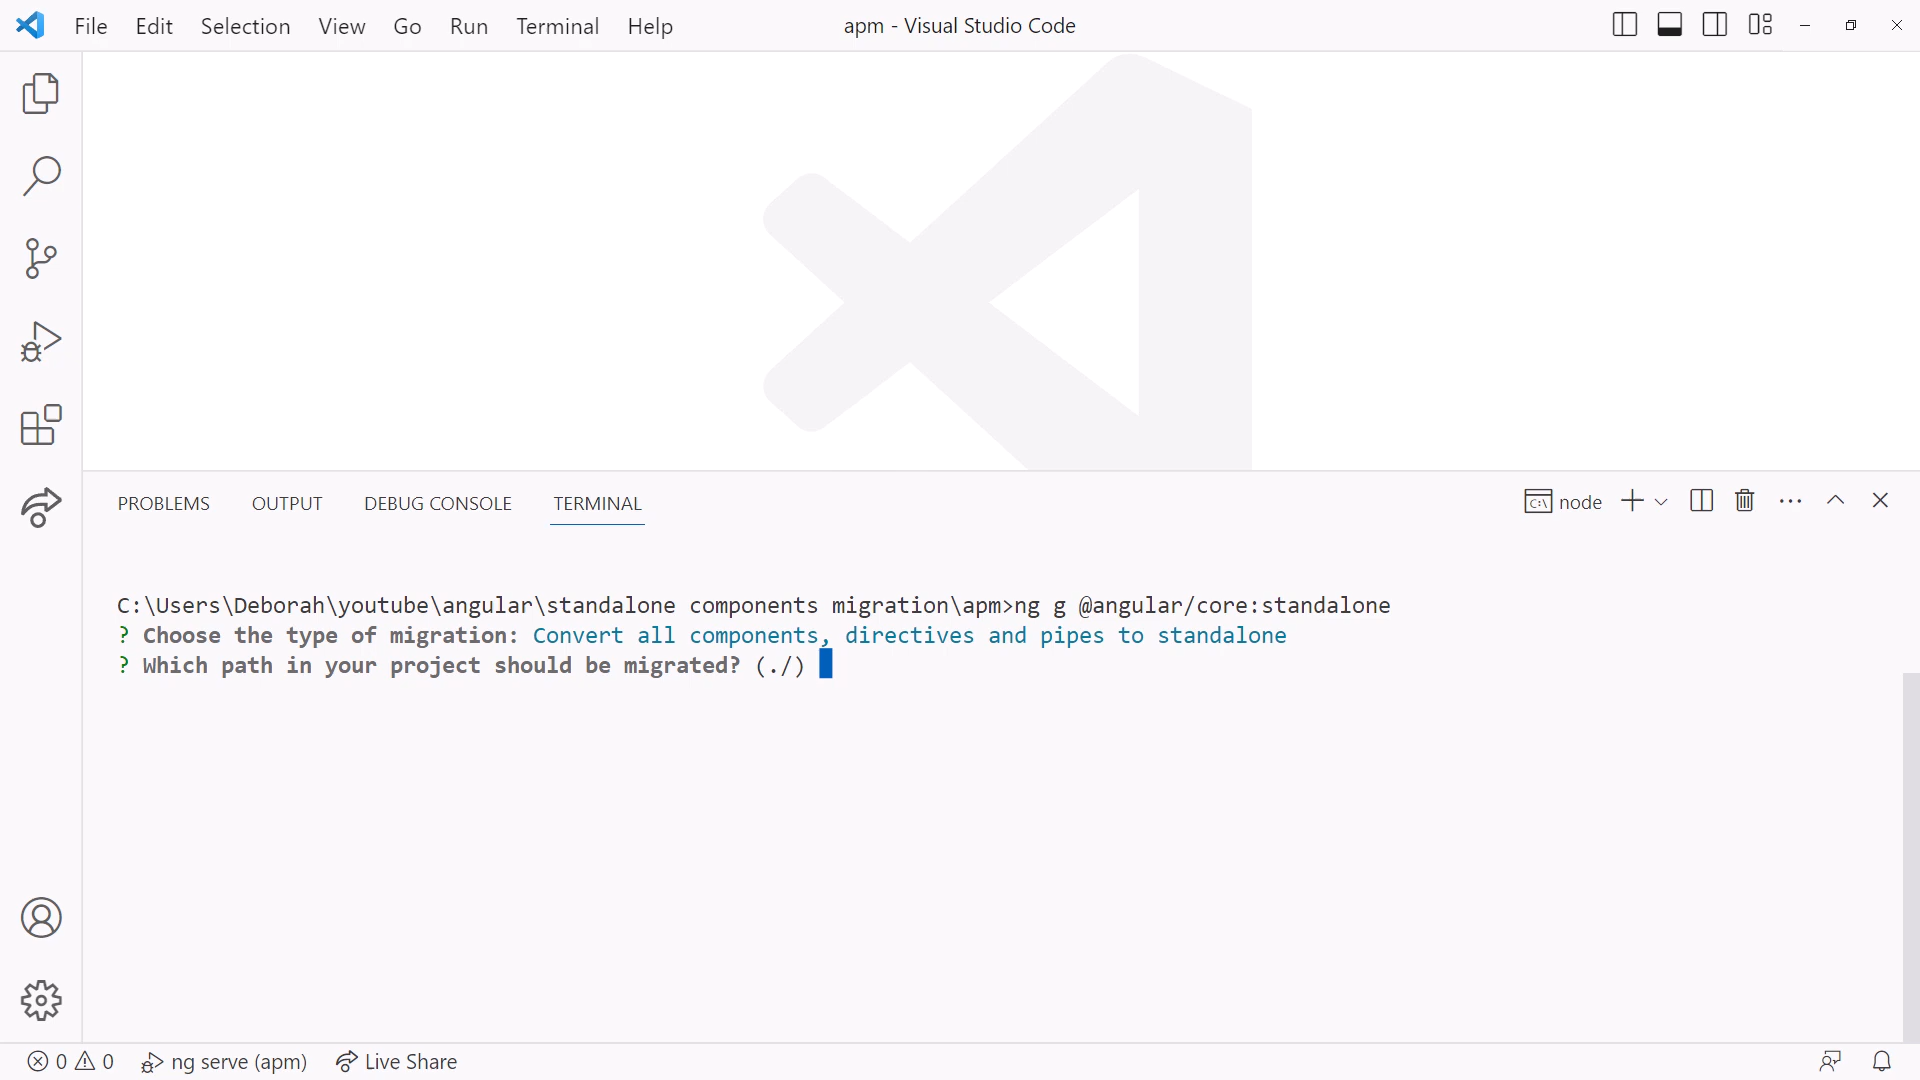 File Edit Selection View Go Run Terminal Help
apm - Visual Studio Code
PROBLEMS OUTPUT DEBUG CONSOLE TERMINAL
node
C:\Users\Deborah\youtube\angular\standalone components migration\apm>ng g @angular/core:standalone
? Choose the type of migration: Convert all components, directives and pipes to standalone
? Which path in your project should be migrated? (./)
0 0 ng serve (apm) Live Share